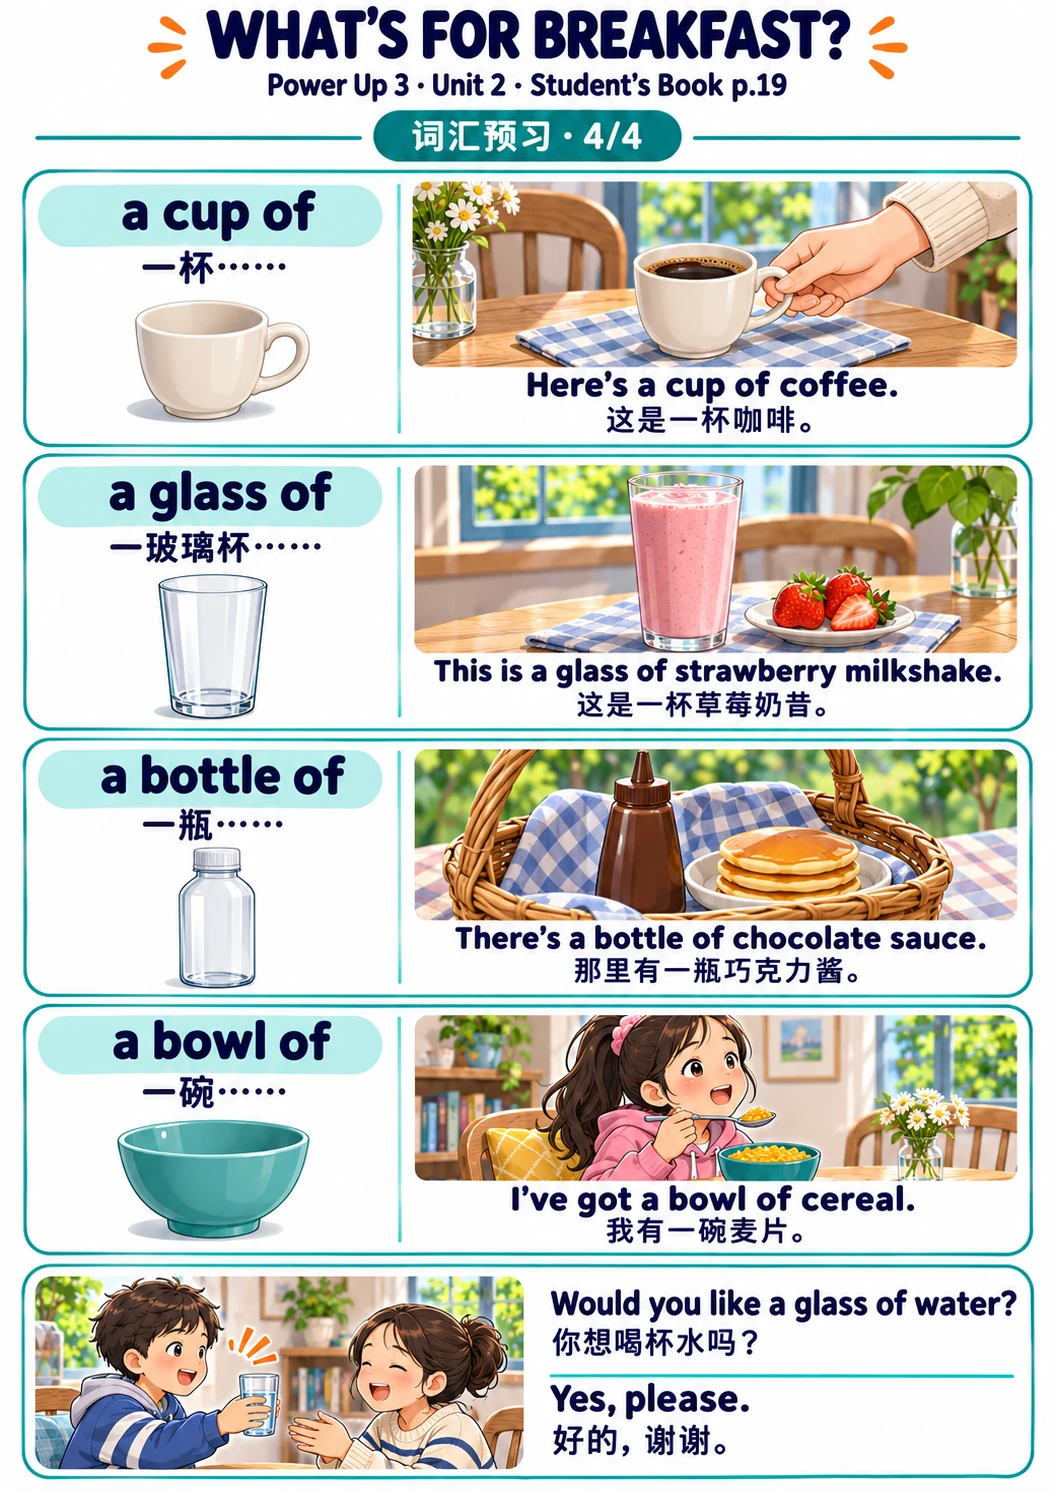 WHAT'S FOR BREAKFAST?
Power Up 3 · Unit 2 · Student's Book p.19
词汇预习 · 4/4
a cup of
一杯……
Here's a cup of coffee.
这是一杯咖啡。
a glass of
一玻璃杯……
This is a glass of strawberry milkshake.
这是一杯草莓奶昔。
a bottle of
一瓶……
There's a bottle of chocolate sauce.
那里有一瓶巧克力酱。
a bowl of
一碗……
I've got a bowl of cereal.
我有一碗麦片。
Would you like a glass of water?
你想喝杯水吗？
Yes, please.
好的，谢谢。